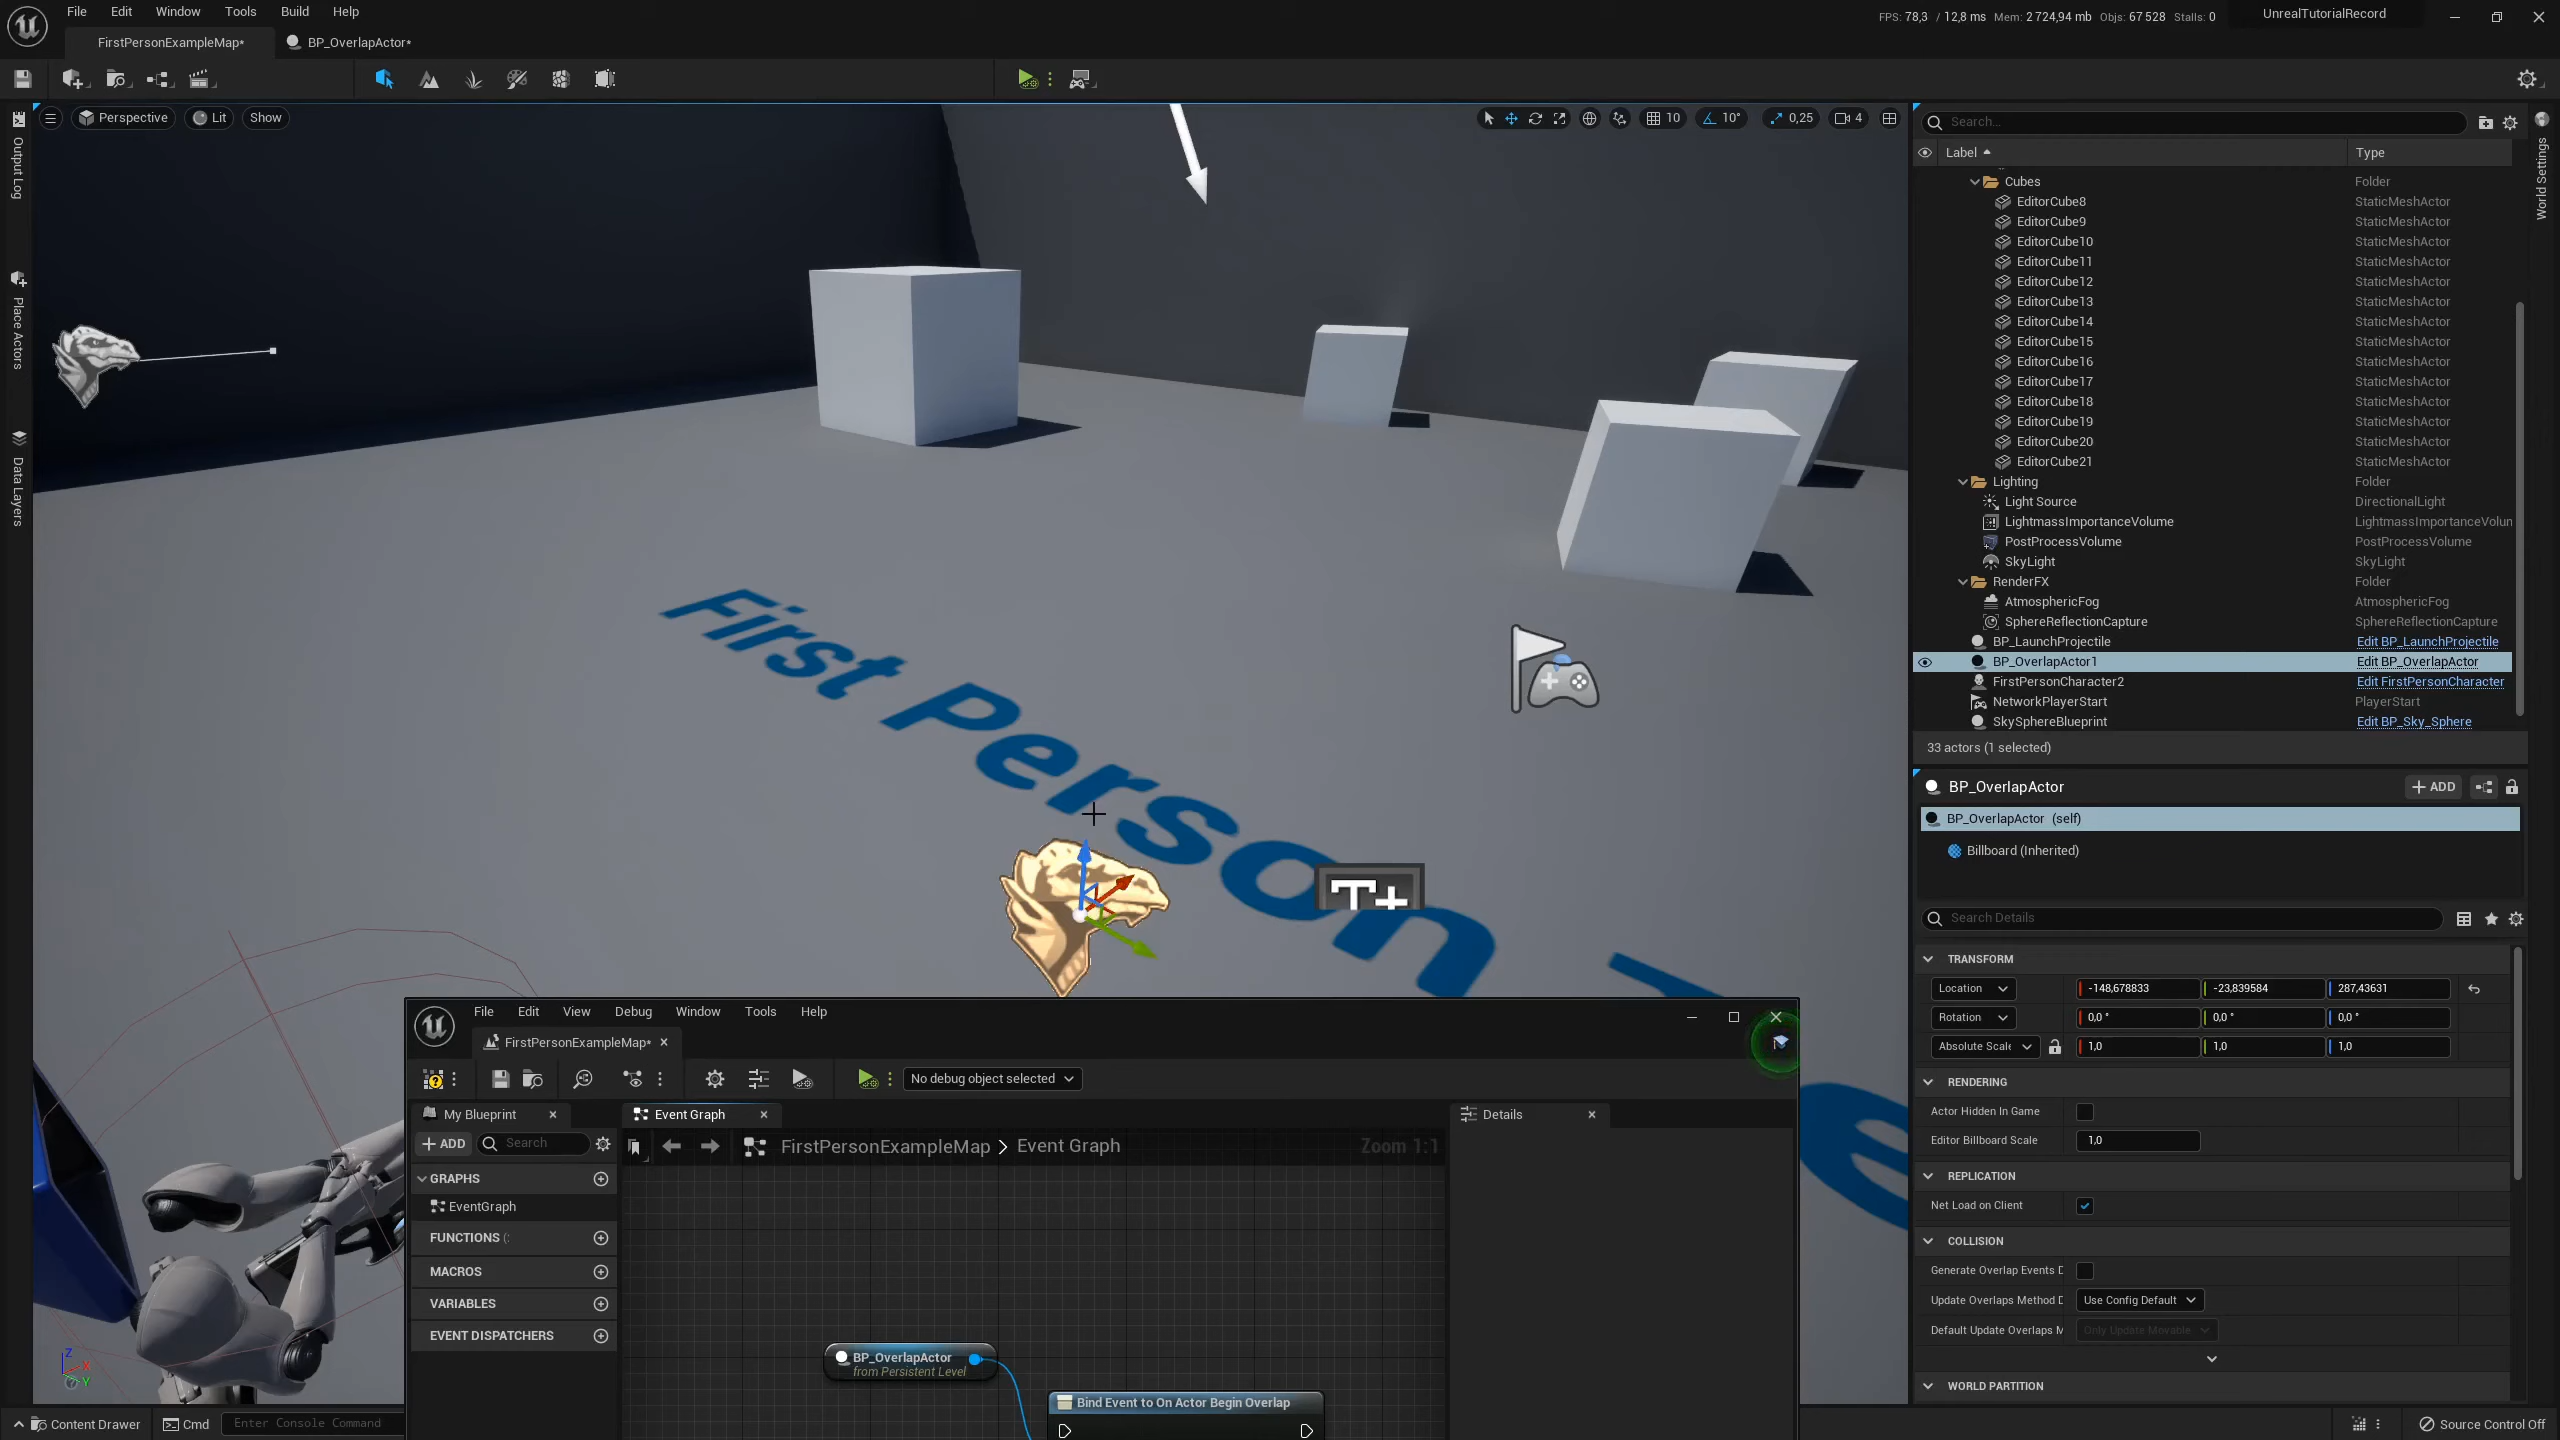 File Edit Window Tools Build Help
FPS: 78,3 / 12,8 ms Mem: 2 724,94 mb Objs: 67 528 Stalls: 0
UnrealTutorialRecord
FirstPersonExampleMap*
BP_OverlapActor*
Perspective Lit Show
10 10° 0,25 4
Output Log
Place Actors
Data Layers
World Settings
Search...
Label Type
Cubes Folder
EditorCube8 StaticMeshActor
EditorCube9 StaticMeshActor
EditorCube10 StaticMeshActor
EditorCube11 StaticMeshActor
EditorCube12 StaticMeshActor
EditorCube13 StaticMeshActor
EditorCube14 StaticMeshActor
EditorCube15 StaticMeshActor
EditorCube16 StaticMeshActor
EditorCube17 StaticMeshActor
EditorCube18 StaticMeshActor
EditorCube19 StaticMeshActor
EditorCube20 StaticMeshActor
EditorCube21 StaticMeshActor
Lighting Folder
Light Source DirectionalLight
LightmassImportanceVolume LightmassImportanceVolun
PostProcessVolume PostProcessVolume
SkyLight SkyLight
RenderFX Folder
AtmosphericFog AtmosphericFog
SphereReflectionCapture SphereReflectionCapture
BP_LaunchProjectile Edit BP_LaunchProjectile
BP_OverlapActor1 Edit BP_OverlapActor
FirstPersonCharacter2 Edit FirstPersonCharacter
NetworkPlayerStart PlayerStart
SkySphereBlueprint Edit BP_Sky_Sphere
33 actors (1 selected)
BP_OverlapActor + ADD
BP_OverlapActor (self)
Billboard (Inherited)
Search Details
TRANSFORM
Location -148,678833 -23,839584 287,43631
Rotation 0,0 ° 0,0 ° 0,0 °
Absolute Scale 1,0 1,0 1,0
RENDERING
Actor Hidden In Game
Editor Billboard Scale 1,0
REPLICATION
Net Load on Client
COLLISION
Generate Overlap Events D
Update Overlaps Method D Use Config Default
Default Update Overlaps M Only Update Movable
WORLD PARTITION
First Person Te
T+
File Edit View Debug Window Tools Help
FirstPersonExampleMap*
No debug object selected
My Blueprint
Event Graph
Details
+ ADD Search
FirstPersonExampleMap > Event Graph
Zoom 1:1
GRAPHS
EventGraph
FUNCTIONS (
MACROS
VARIABLES
EVENT DISPATCHERS
BP_OverlapActor
from Persistent Level
Bind Event to On Actor Begin Overlap
Z
X
Y
Content Drawer Cmd Enter Console Command
Source Control Off